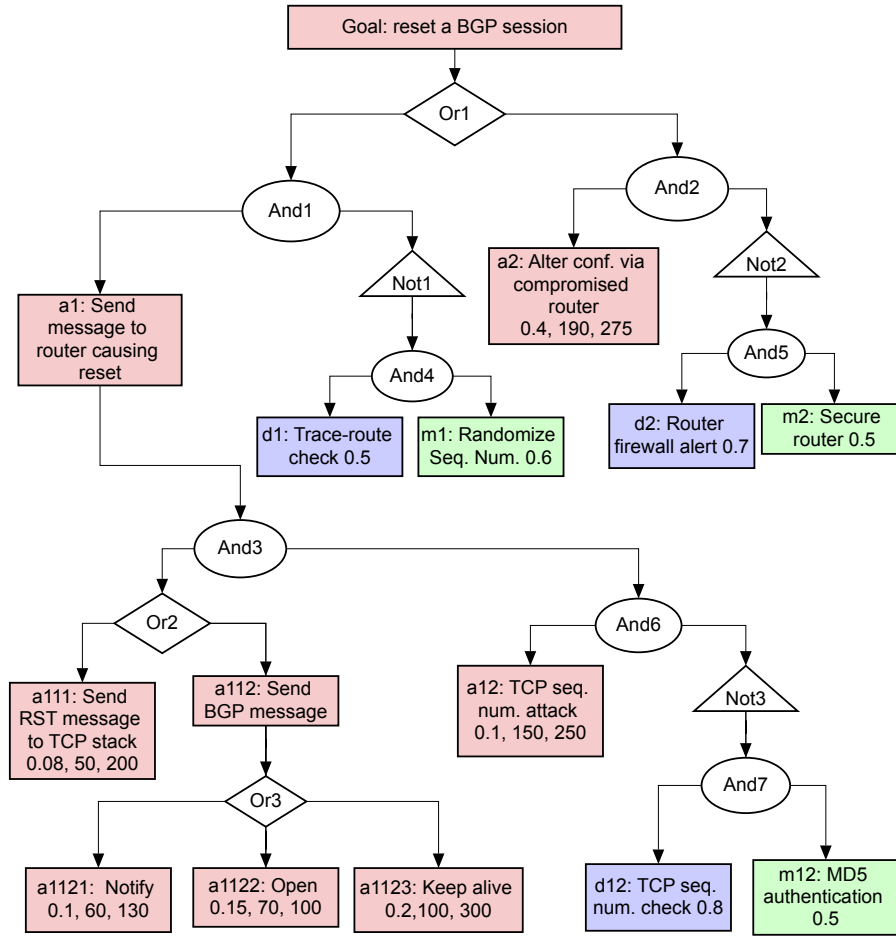 Goal: reset a BGP session
Or1
And1
And2
Not1
Not2
a1: Send
message to
router causing
reset
a2: Alter conf. via
compromised
router
0.4, 190, 275
And4
And5
d1: Trace-route
check 0.5
m1: Randomize
Seq. Num. 0.6
d2: Router
firewall alert 0.7
m2: Secure
router 0.5
And3
Or2
And6
a111: Send
RST message
to TCP stack
0.08, 50, 200
a112: Send
BGP message
a12: TCP seq.
num. attack
0.1, 150, 250
Not3
Or3
And7
a1121:  Notify
0.1, 60, 130
a1122: Open
0.15, 70, 100
a1123: Keep alive
0.2,100, 300
d12: TCP seq.
num. check 0.8
m12: MD5
authentication
0.5